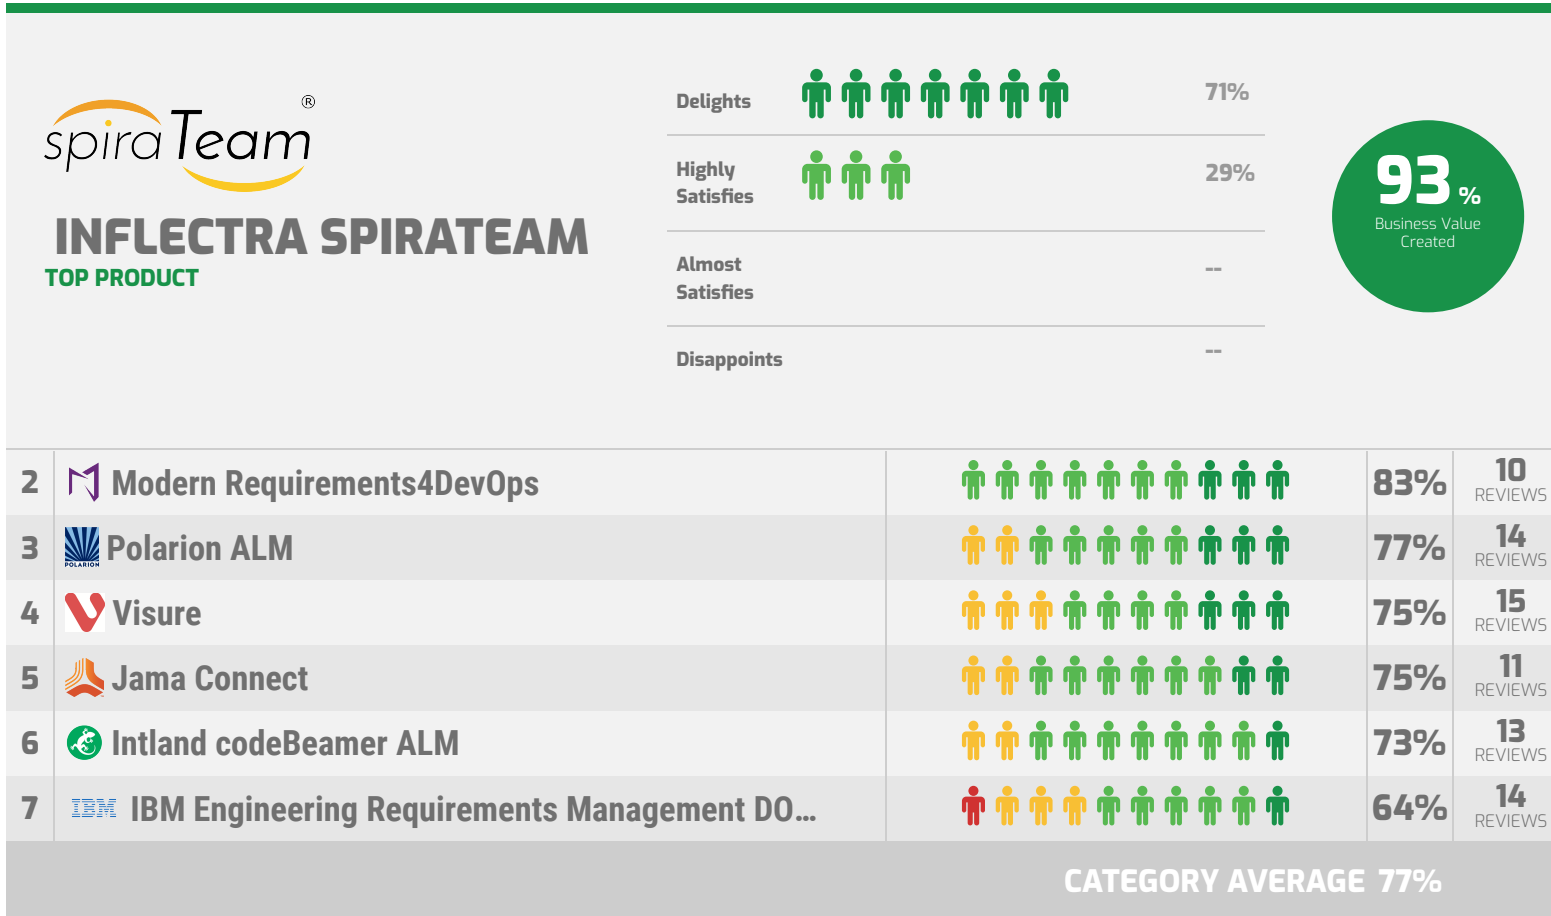 spiraTeam®
INFLECTRA SPIRATEAM
TOP PRODUCT
Delights 71%
Highly
Satisfies 29%
Almost
Satisfies --
Disappoints --
93 %
Business Value
Created
2 Modern Requirements4DevOps 83% 10 REVIEWS
3 POLARION Polarion ALM 77% 14 REVIEWS
4 Visure 75% 15 REVIEWS
5 Jama Connect 75% 11 REVIEWS
6 Intland codeBeamer ALM 73% 13 REVIEWS
7 IBM IBM Engineering Requirements Management DO... 64% 14 REVIEWS
CATEGORY AVERAGE 77%